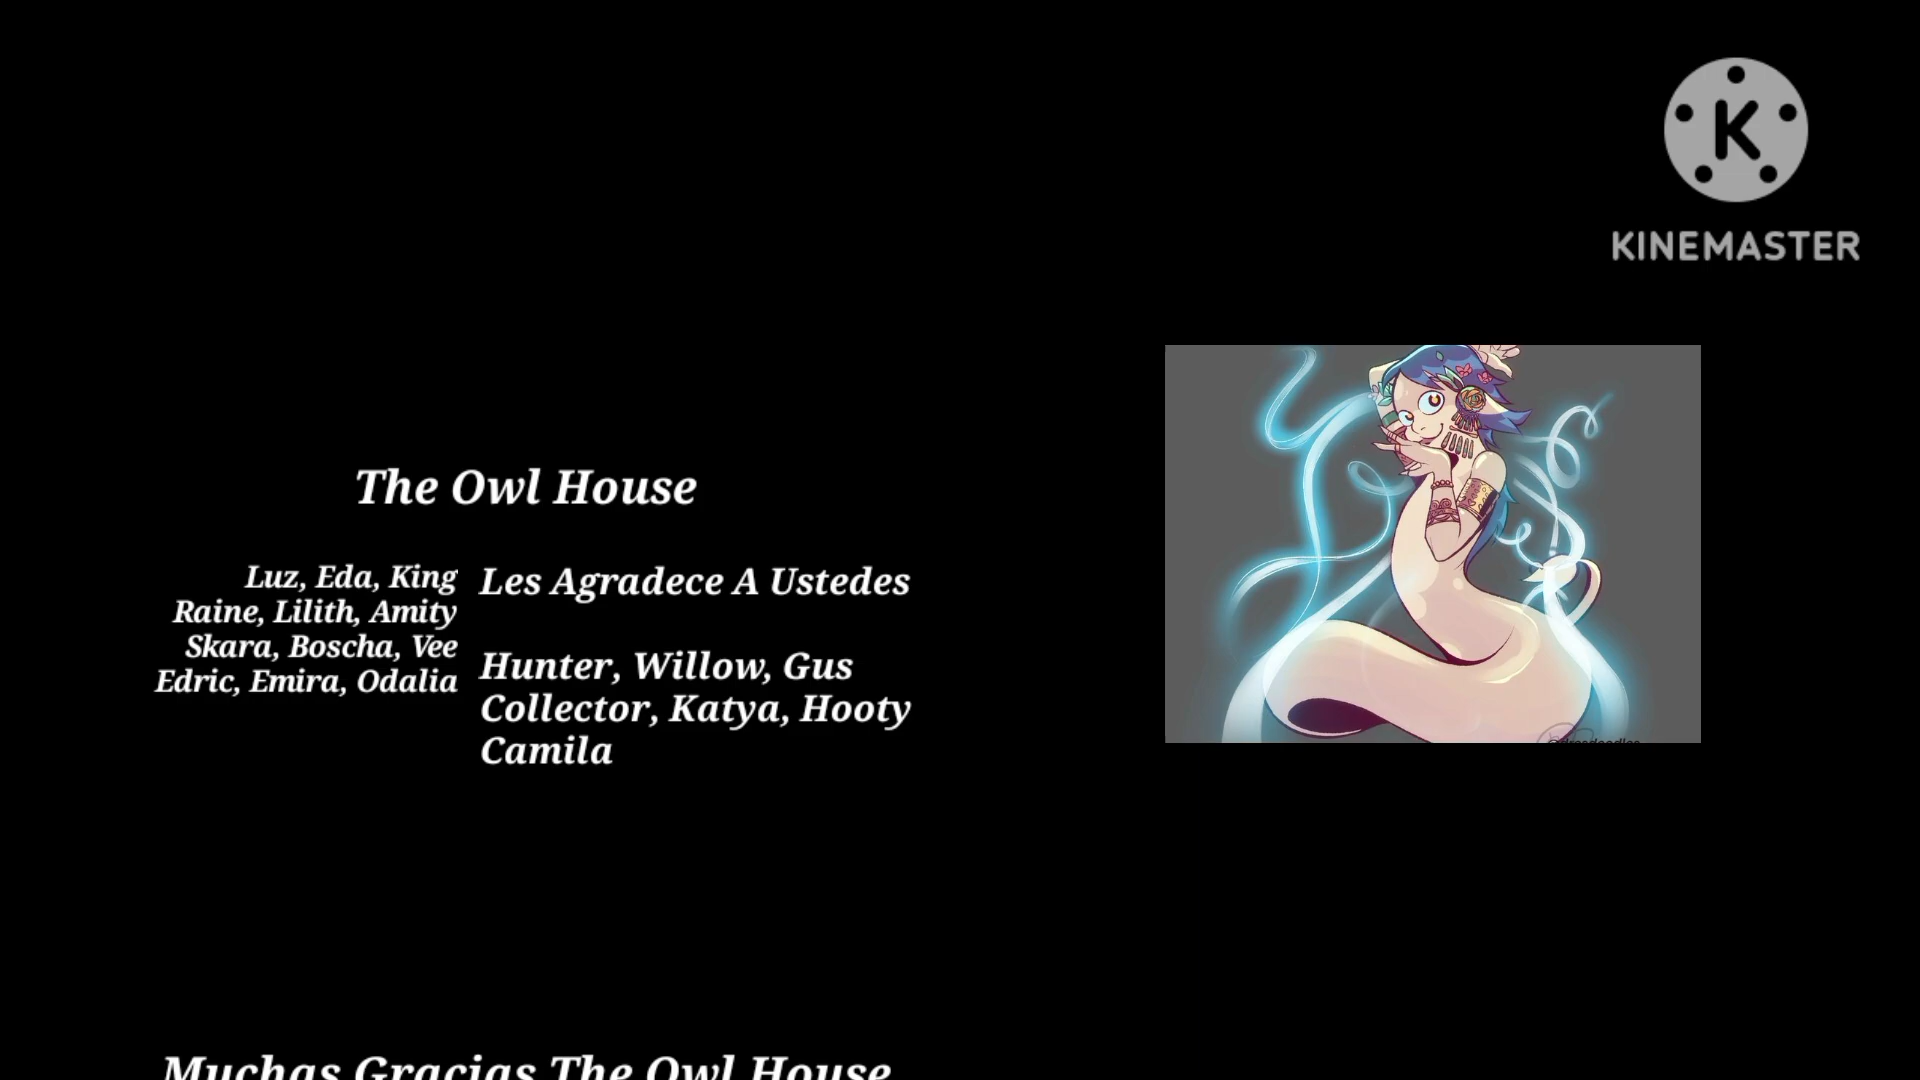 K
KINEMASTER
The Owl House
Luz, Eda, King
Raine, Lilith, Amity
Skara, Boscha, Vee
Edric, Emira, Odalia
Les Agradece A Ustedes
Hunter, Willow, Gus
Collector, Katya, Hooty
Camila
Muchas Gracias The Owl House